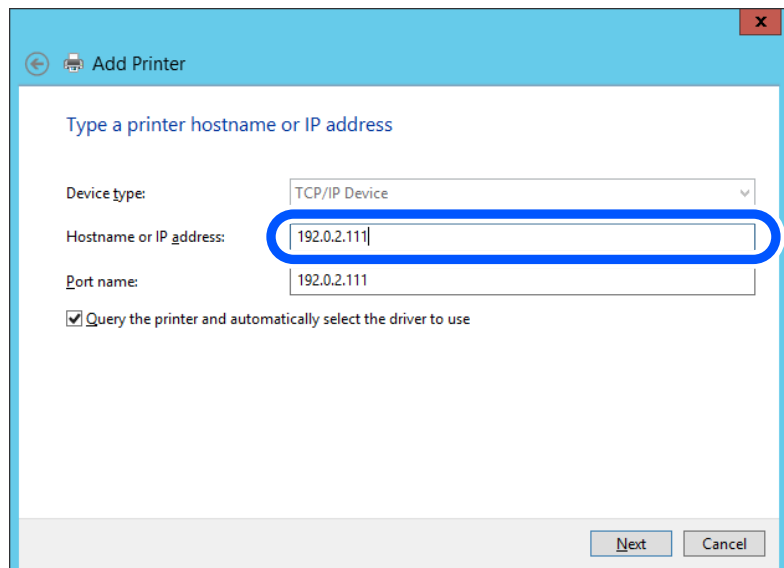 x
Add Printer
Type a printer hostname or IP address
Device type: TCP/IP Device
Hostname or IP address: 192.0.2.111
Port name: 192.0.2.111
Query the printer and automatically select the driver to use
Next Cancel